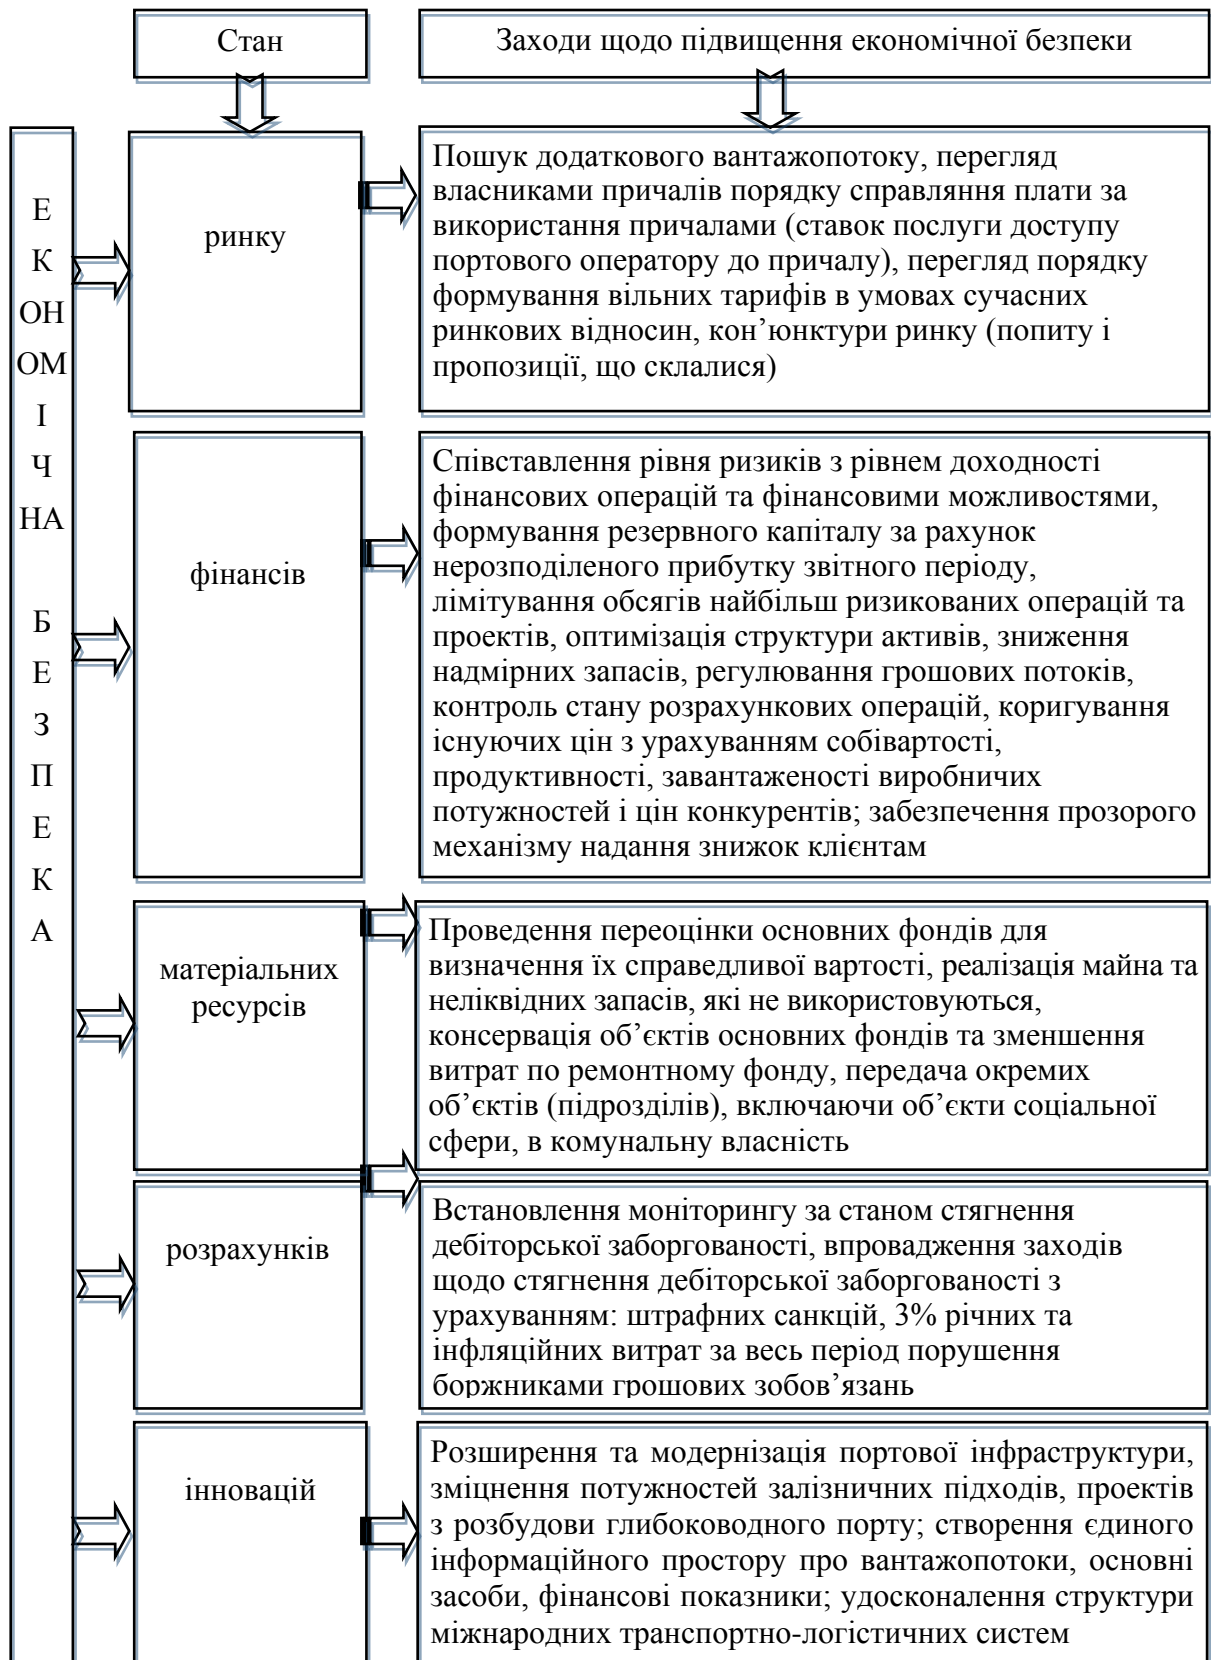 Стан
Заходи щодо підвищення економічної безпеки
Е
К
ОН
ОМ
І
Ч
НА
Б
Е
З
П
Е
К
А
ринку
Пошук додаткового вантажопотоку, перегляд
власниками причалів порядку справляння плати за
використання причалами (ставок послуги доступу
портового оператору до причалу), перегляд порядку
формування вільних тарифів в умовах сучасних
ринкових відносин, кон’юнктури ринку (попиту і
пропозиції, що склалися)
фінансів
Співставлення рівня ризиків з рівнем доходності
фінансових операцій та фінансовими можливостями,
формування резервного капіталу за рахунок
нерозподіленого прибутку звітного періоду,
лімітування обсягів найбільш ризикованих операцій та
проектів, оптимізація структури активів, зниження
надмірних запасів, регулювання грошових потоків,
контроль стану розрахункових операцій, коригування
існуючих цін з урахуванням собівартості,
продуктивності, завантаженості виробничих
потужностей і цін конкурентів; забезпечення прозорого
механізму надання знижок клієнтам
матеріальних
ресурсів
Проведення переоцінки основних фондів для
визначення їх справедливої вартості, реалізація майна та
неліквідних запасів, які не використовуються,
консервація об’єктів основних фондів та зменшення
витрат по ремонтному фонду, передача окремих
об’єктів (підрозділів), включаючи об’єкти соціальної
сфери, в комунальну власність
розрахунків
Встановлення моніторингу за станом стягнення
дебіторської заборгованості, впровадження заходів
щодо стягнення дебіторської заборгованості з
урахуванням: штрафних санкцій, 3% річних та
інфляційних витрат за весь період порушення
боржниками грошових зобов’язань
інновацій
Розширення та модернізація портової інфраструктури,
зміцнення потужностей залізничних підходів, проектів
з розбудови глибоководного порту; створення єдиного
інформаційного простору про вантажопотоки, основні
засоби, фінансові показники; удосконалення структури
міжнародних транспортно-логістичних систем